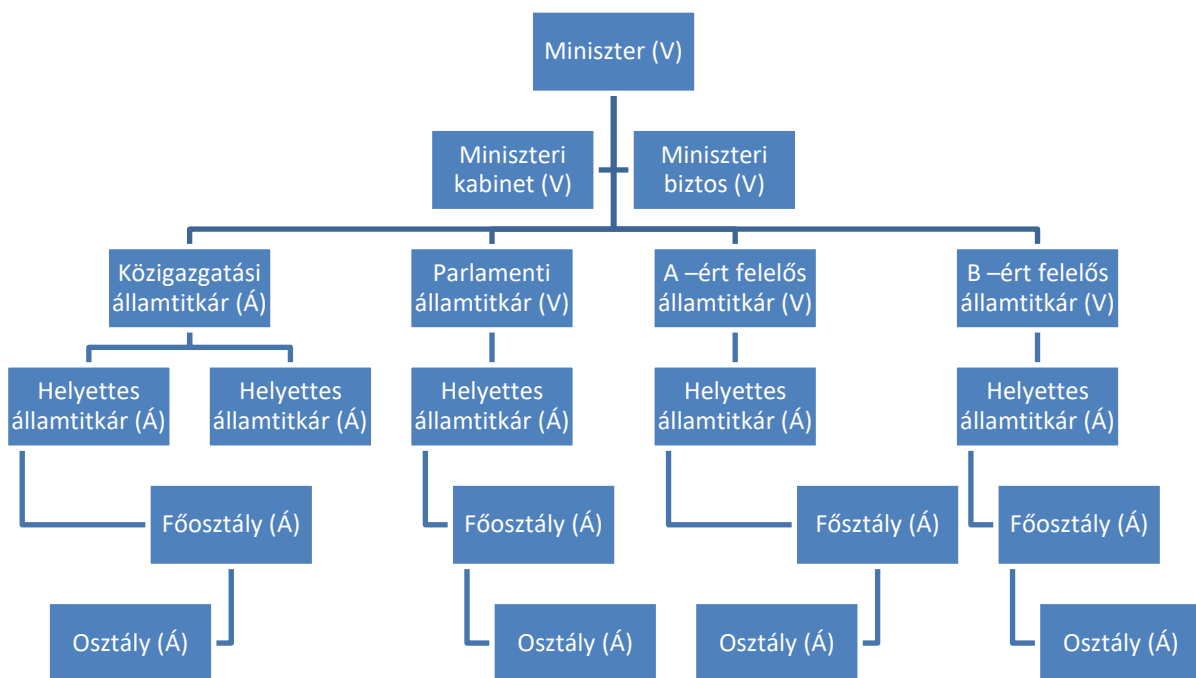 Miniszter (V)
Miniszteri
kabinet (V)
Miniszteri
biztos (V)
Közigazgatási
államtitkár (Á)
Parlamenti
államtitkár (V)
A –ért felelős
államtitkár (V)
B –ért felelős
államtitkár (V)
Helyettes
államtitkár (Á)
Helyettes
államtitkár (Á)
Helyettes
államtitkár (Á)
Helyettes
államtitkár (Á)
Helyettes
államtitkár (Á)
Főosztály (Á)
Főosztály (Á)
Fősztály (Á)
Főosztály (Á)
Osztály (Á)
Osztály (Á)
Osztály (Á)
Osztály (Á)